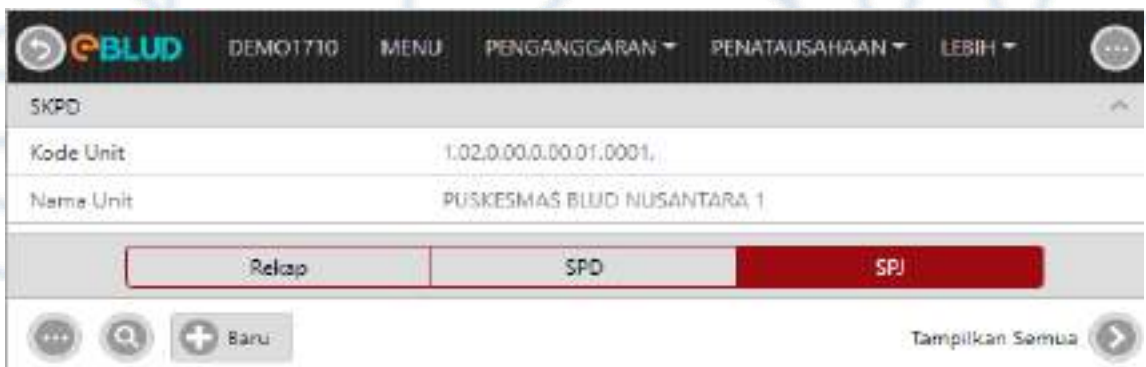 eBLUD DEMO1710 MENU PENGANGGARAN PENATAUSAHAAN LEBIH
SKPD
Kode Unit 1.02.0.00.0.00.01.0001.
Nama Unit PUSKESMAS BLUD NUSANTARA 1
Rekap SPD SPJ
Baru Tampilkan Semua